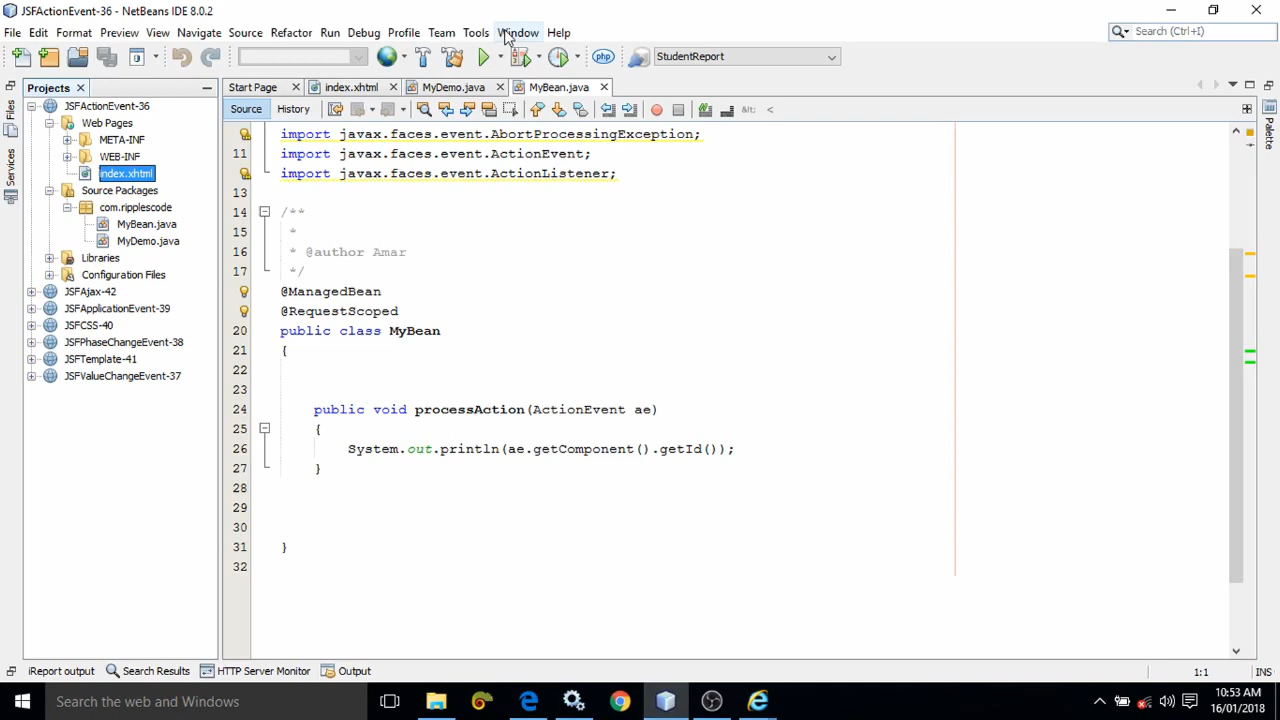 JSFActionEvent-36 - NetBeans IDE 8.0.2
File Edit Format Preview View Navigate Source Refactor Run Debug Profile Team Tools Window Help
Search (Ctrl+I)
php StudentReport
Files
Services
Projects
JSFActionEvent-36
Web Pages
META-INF
WEB-INF
index.xhtml
Source Packages
com.ripplescode
MyBean.java
MyDemo.java
Libraries
Configuration Files
JSFAjax-42
JSFApplicationEvent-39
JSFCSS-40
JSFPhaseChangeEvent-38
JSFTemplate-41
JSFValueChangeEvent-37
Start Page index.xhtml MyDemo.java MyBean.java
Source History
import javax.faces.event.AbortProcessingException;
11 import javax.faces.event.ActionEvent;
import javax.faces.event.ActionListener;
13
14 /**
15 *
16 * @author Amar
17 */
@ManagedBean
@RequestScoped
20 public class MyBean
21 {
22
23
24 public void processAction(ActionEvent ae)
25 {
26 System.out.println(ae.getComponent().getId());
27 }
28
29
30
31 }
32
Palette
iReport output Search Results HTTP Server Monitor Output
1:1 INS
Search the web and Windows
10:53 AM
16/01/2018